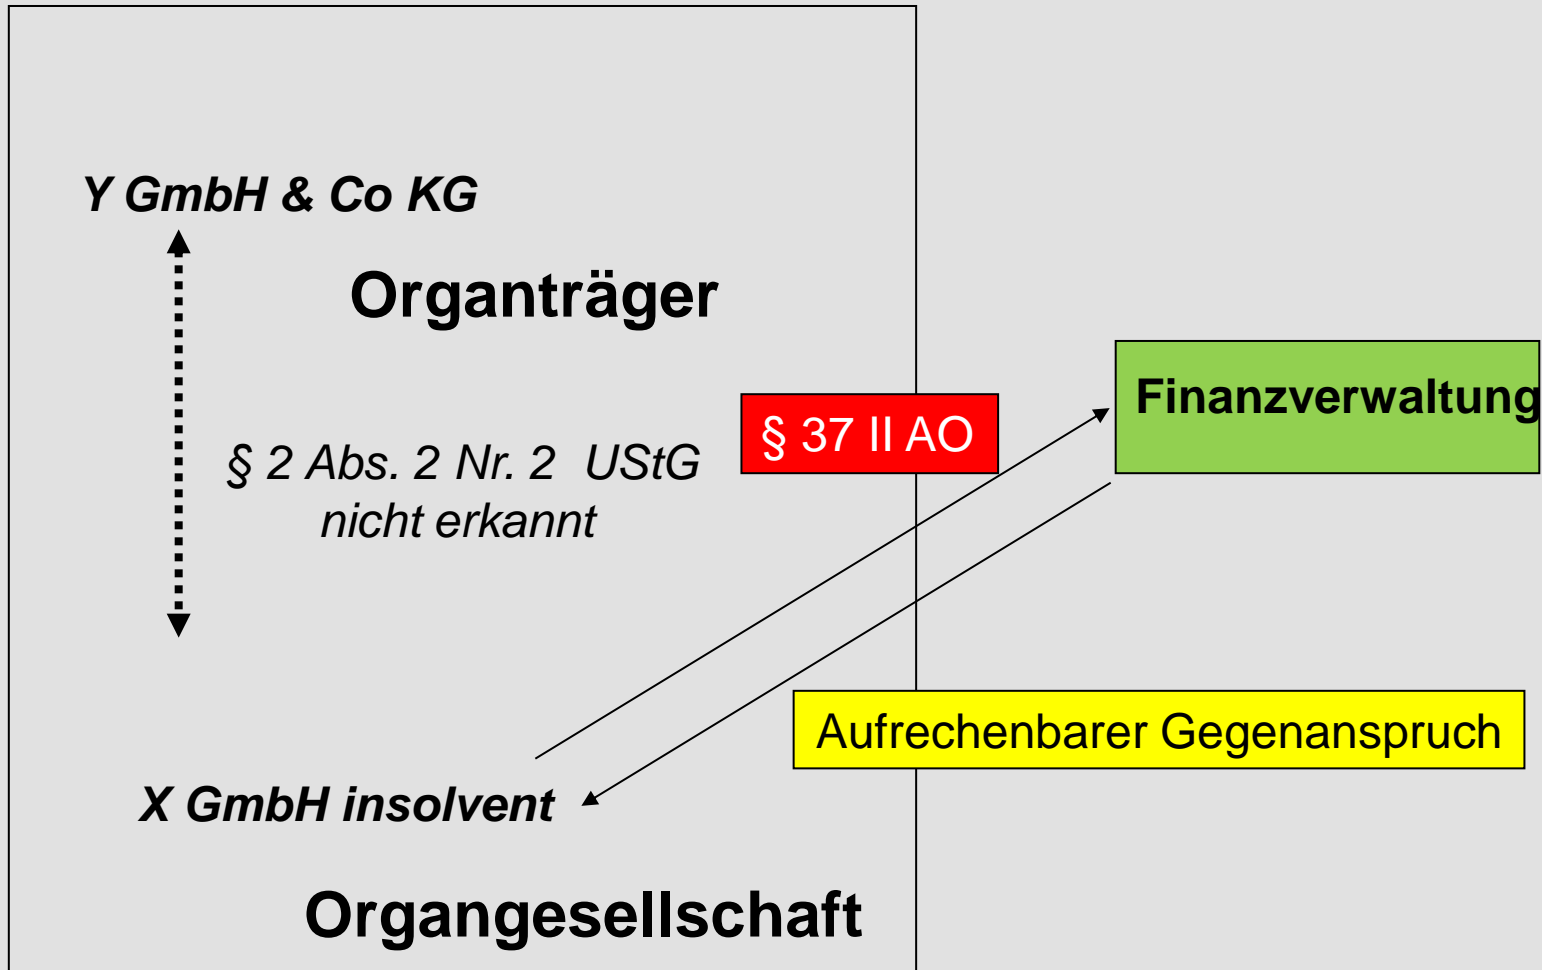 Y GmbH & Co KG
Organträger
Finanzverwaltung
§ 37 II AO
§ 2 Abs. 2 Nr. 2 UStG
nicht erkannt
Aufrechenbarer Gegenanspruch
X GmbH insolvent
Organgesellschaft